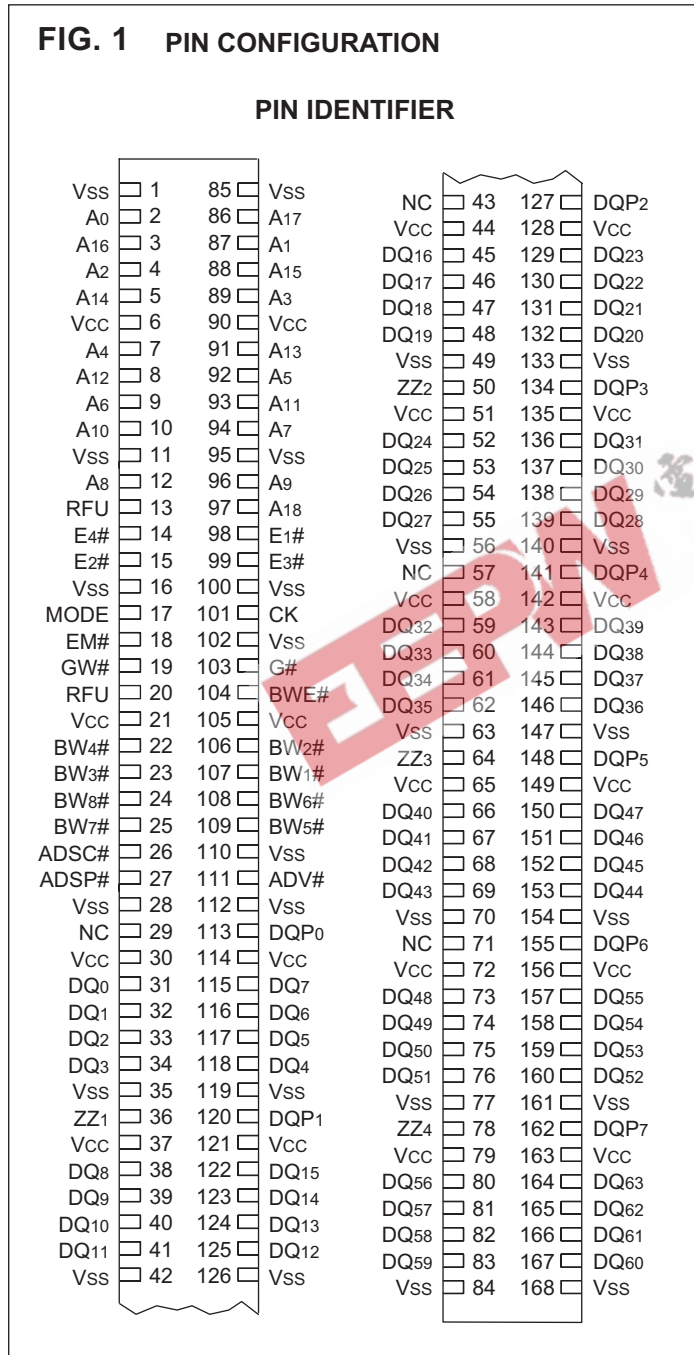 FIG. 1 PIN CONFIGURATION
PIN IDENTIFIER
VSS 1 85 VSS
A0 2 86 A17
A16 3 87 A1
A2 4 88 A15
A14 5 89 A3
VCC 6 90 VCC
A4 7 91 A13
A12 8 92 A5
A6 9 93 A11
A10 10 94 A7
VSS 11 95 VSS
A8 12 96 A9
RFU 13 97 A18
E4# 14 98 E1#
E2# 15 99 E3#
VSS 16 100 VSS
MODE 17 101 CK
EM# 18 102 VSS
GW# 19 103 G#
RFU 20 104 BWE#
VCC 21 105 VCC
BW4# 22 106 BW2#
BW3# 23 107 BW1#
BW8# 24 108 BW6#
BW7# 25 109 BW5#
ADSC# 26 110 VSS
ADSP# 27 111 ADV#
VSS 28 112 VSS
NC 29 113 DQP0
VCC 30 114 VCC
DQ0 31 115 DQ7
DQ1 32 116 DQ6
DQ2 33 117 DQ5
DQ3 34 118 DQ4
VSS 35 119 VSS
ZZ1 36 120 DQP1
VCC 37 121 VCC
DQ8 38 122 DQ15
DQ9 39 123 DQ14
DQ10 40 124 DQ13
DQ11 41 125 DQ12
VSS 42 126 VSS
NC 43 127 DQP2
VCC 44 128 VCC
DQ16 45 129 DQ23
DQ17 46 130 DQ22
DQ18 47 131 DQ21
DQ19 48 132 DQ20
VSS 49 133 VSS
ZZ2 50 134 DQP3
VCC 51 135 VCC
DQ24 52 136 DQ31
DQ25 53 137 DQ30
DQ26 54 138 DQ29
DQ27 55 139 DQ28
VSS 56 140 VSS
NC 57 141 DQP4
VCC 58 142 VCC
DQ32 59 143 DQ39
DQ33 60 144 DQ38
DQ34 61 145 DQ37
DQ35 62 146 DQ36
VSS 63 147 VSS
ZZ3 64 148 DQP5
VCC 65 149 VCC
DQ40 66 150 DQ47
DQ41 67 151 DQ46
DQ42 68 152 DQ45
DQ43 69 153 DQ44
VSS 70 154 VSS
NC 71 155 DQP6
VCC 72 156 VCC
DQ48 73 157 DQ55
DQ49 74 158 DQ54
DQ50 75 159 DQ53
DQ51 76 160 DQ52
VSS 77 161 VSS
ZZ4 78 162 DQP7
VCC 79 163 VCC
DQ56 80 164 DQ63
DQ57 81 165 DQ62
DQ58 82 166 DQ61
DQ59 83 167 DQ60
VSS 84 168 VSS
EEPW